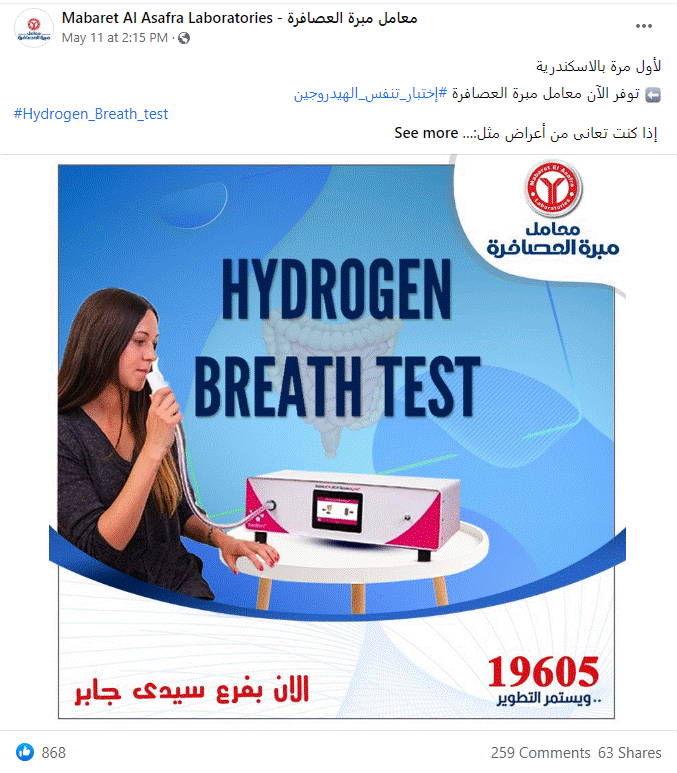 Mabaret Al Asafra Laboratories - معامل مبرة العصافرة
May 11 at 2:15 PM ·
لأول مرة بالاسكندرية
توفر الآن معامل مبرة العصافرة #إختبار_تنفس_الهيدروجين
#Hydrogen_Breath_test
إذا كنت تعانى من أعراض مثل:... See more
Mabaret El Asafra
Laboratories
معامل
مبرة العصافرة
HYDROGEN
BREATH TEST
الان بفرع سيدى جابر
19605
..ويستمر التطوير
868
259 Comments 63 Shares